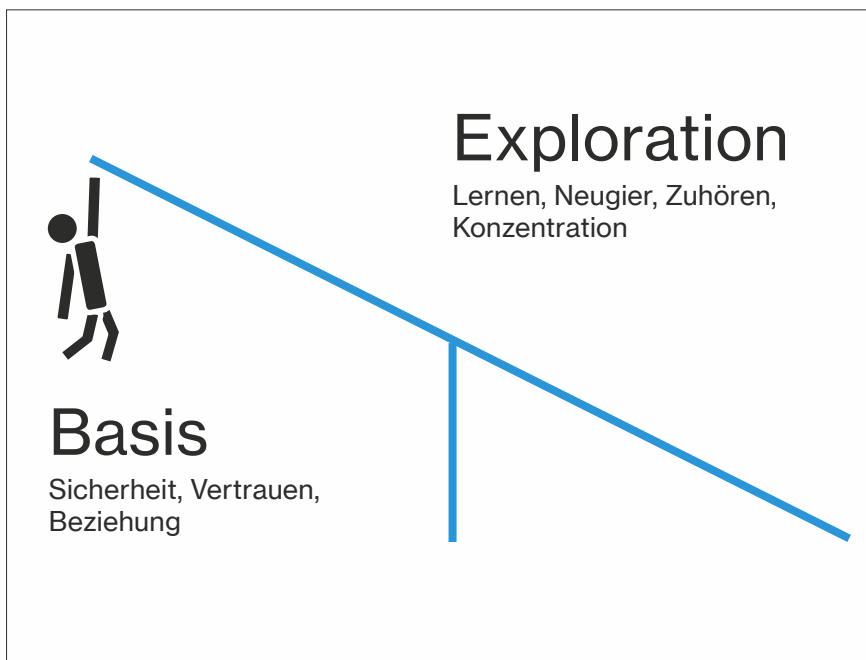 Exploration
Lernen, Neugier, Zuhören,
Konzentration
Basis
Sicherheit, Vertrauen,
Beziehung